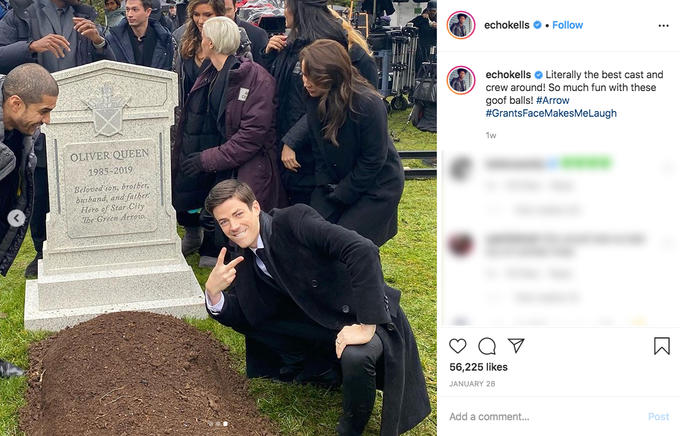 OLIVER QUEEN
1985-2019
Beloved son, brother,
husband, and father.
Hero of Star City
The Green Arrow.
echokells • Follow
echokells Literally the best cast and
crew around! So much fun with these
goof balls! #Arrow
#GrantsFaceMakesMeLaugh
1w
56,225 likes
JANUARY 28
Add a comment...
Post